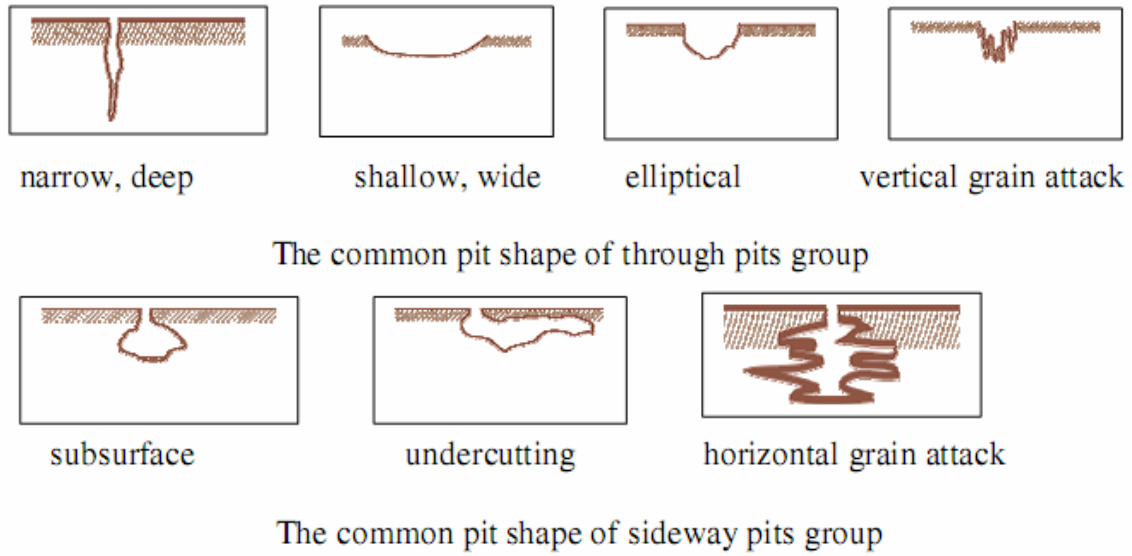 narrow, deep
shallow, wide
elliptical
vertical grain attack
The common pit shape of through pits group
subsurface
undercutting
horizontal grain attack
The common pit shape of sideway pits group